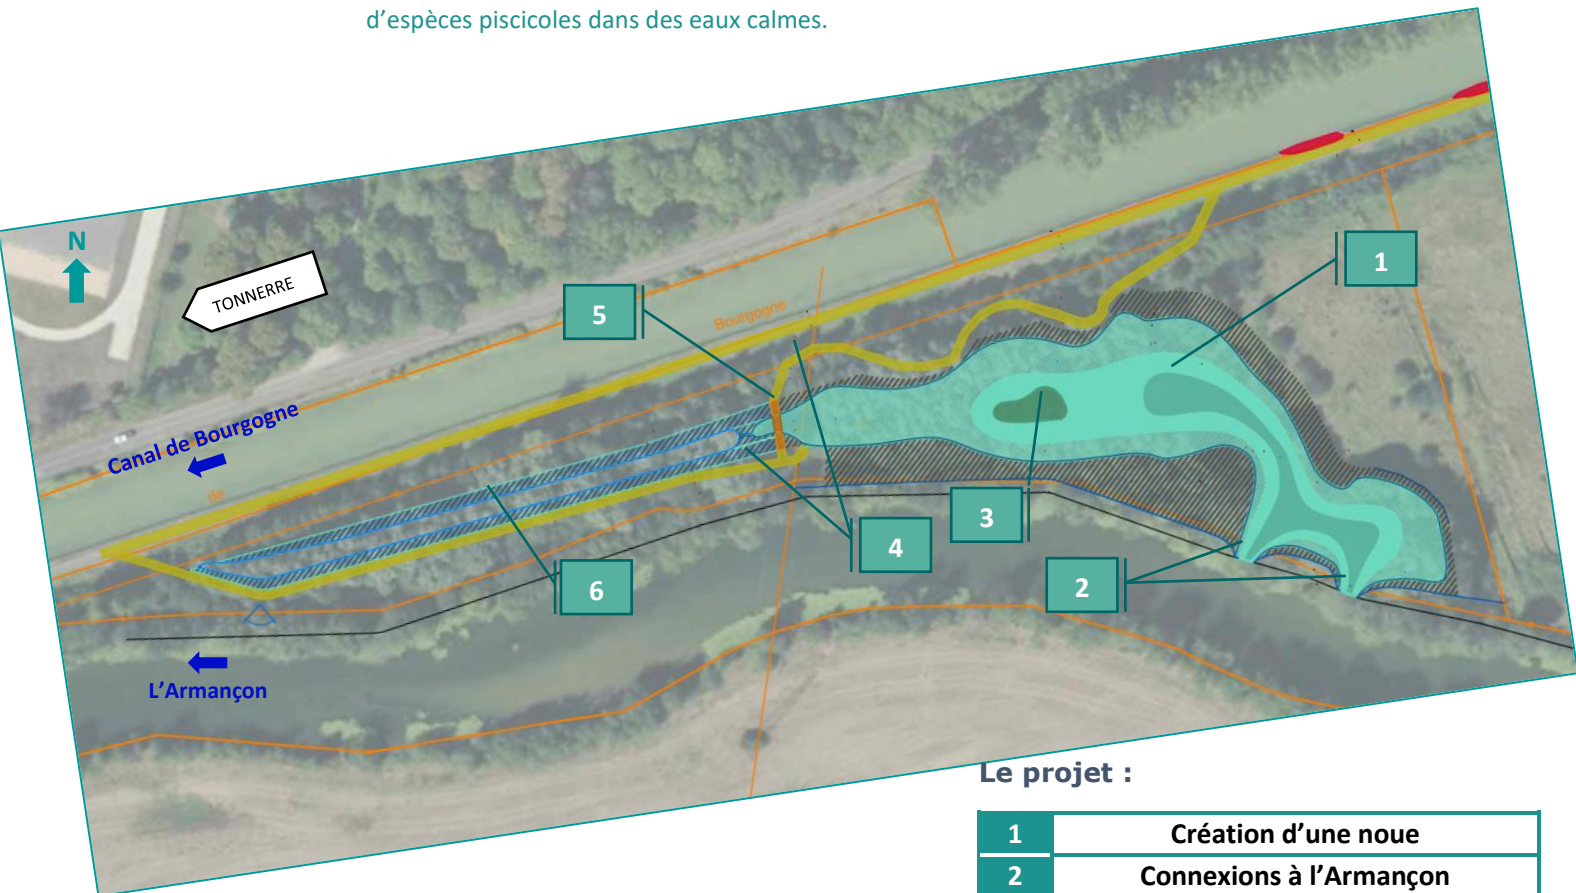 d'espèces piscicoles dans des eaux calmes.
N
TONNERRE
1
5
Bourgogne
Canal de Bourgogne
de
3
4
6
2
L'Armançon
Le projet :
1 Création d'une noue
2 Connexions à l'Armançon